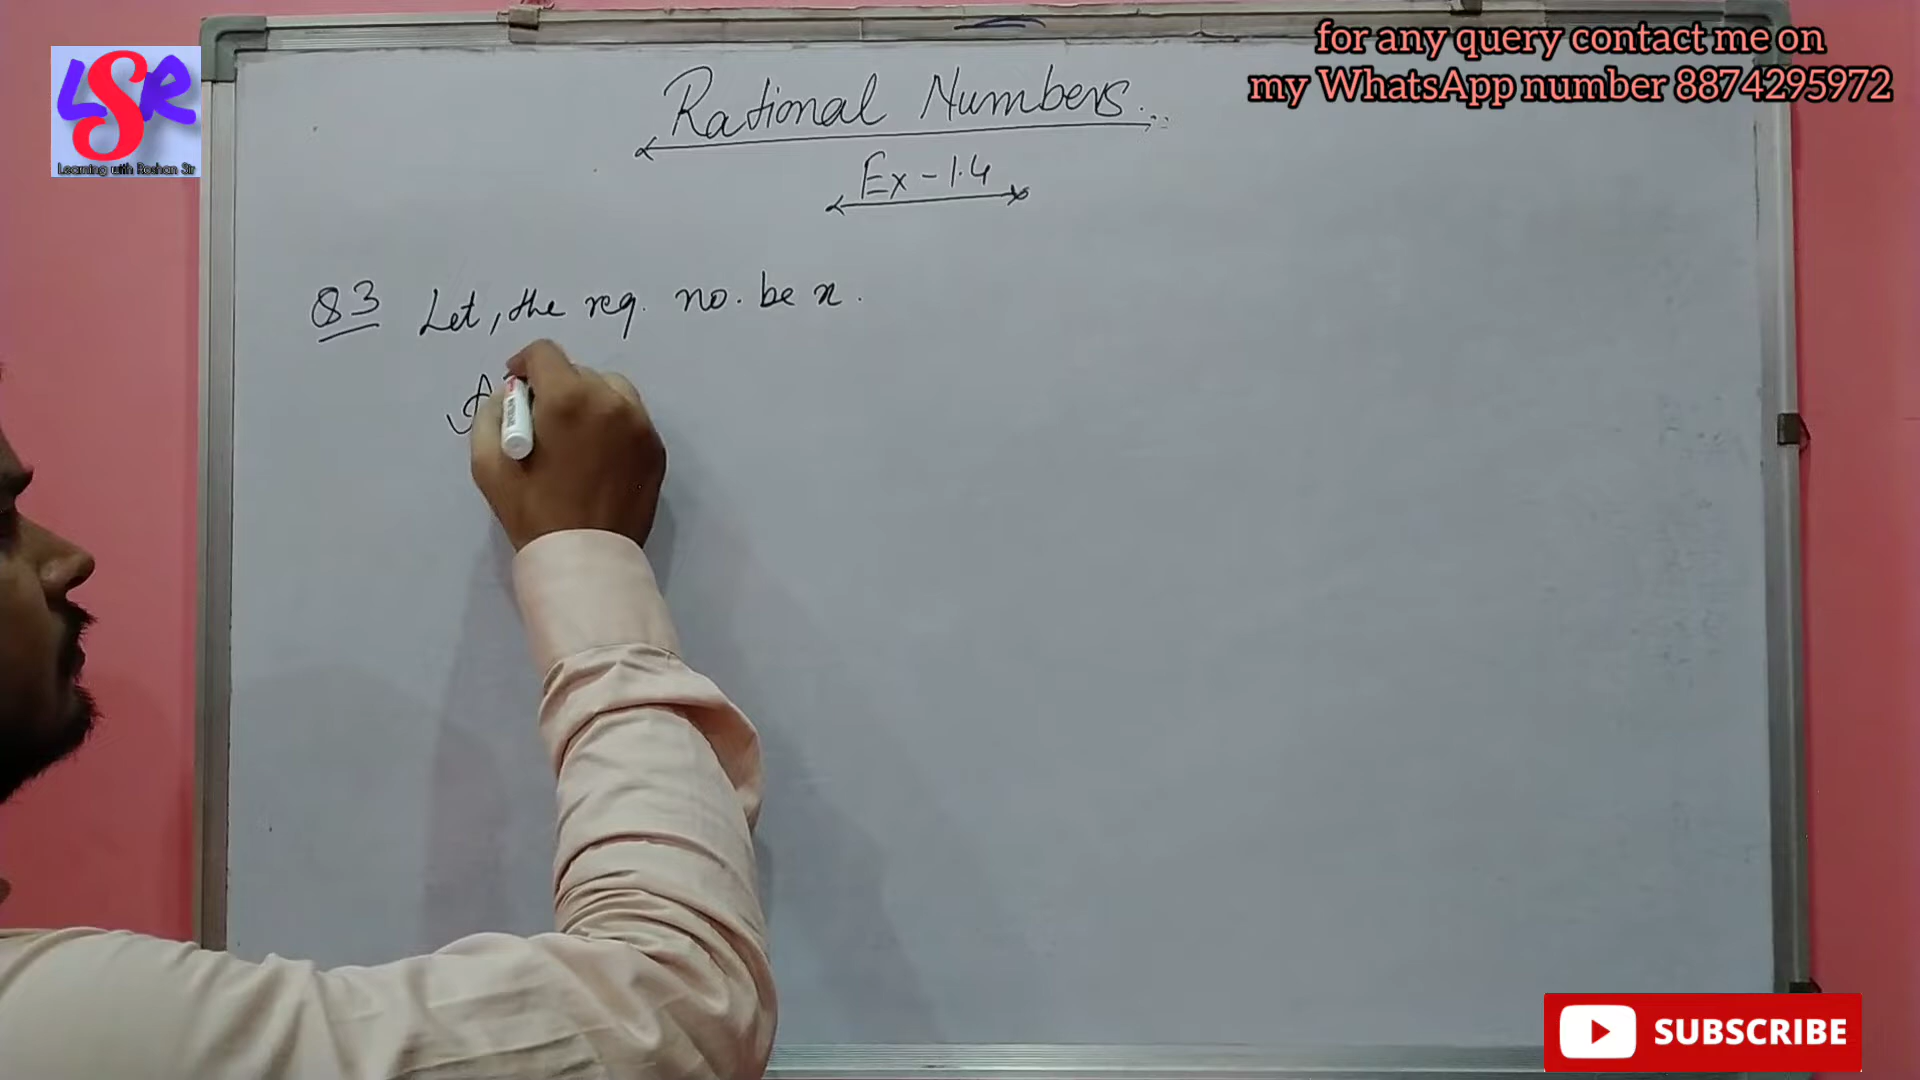 LSR
Learning with Roshan Sir
for any query contact me on
my WhatsApp number 8874295972
Rational Numbers
Ex-1.4
Q3 Let, the req. no. be x.
SUBSCRIBE